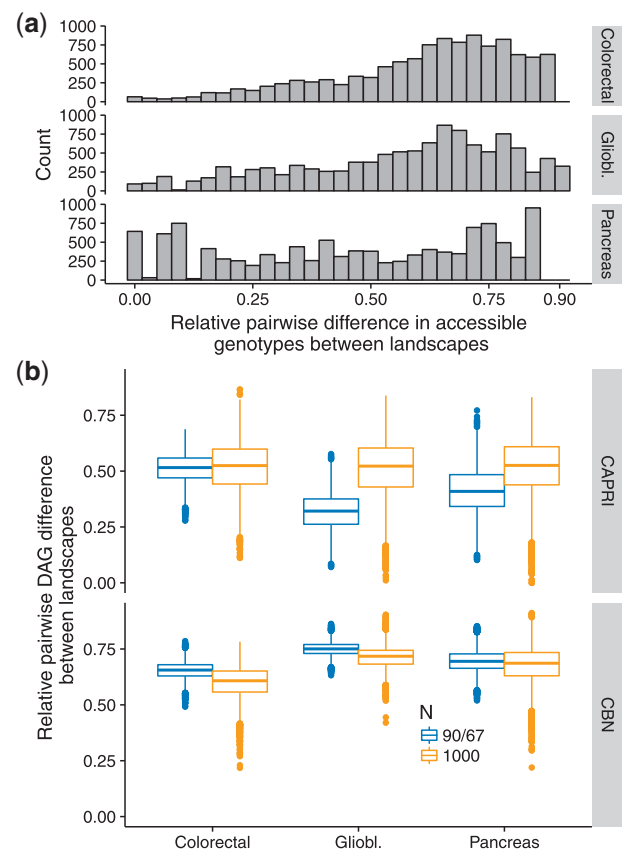 (a)
Count
1000
750
500
250
0
Colorectal
1000
750
500
250
0
Gliobl.
1000
750
500
250
0
Pancreas
0.00 0.25 0.50 0.75 0.90
Relative pairwise difference in accessible
genotypes between landscapes
(b)
Relative pairwise DAG difference
between landscapes
0.75
0.50
0.25
0.00
CAPRI
0.75
0.50
0.25
0.00
CBN
N
90/67
1000
Colorectal Gliobl. Pancreas